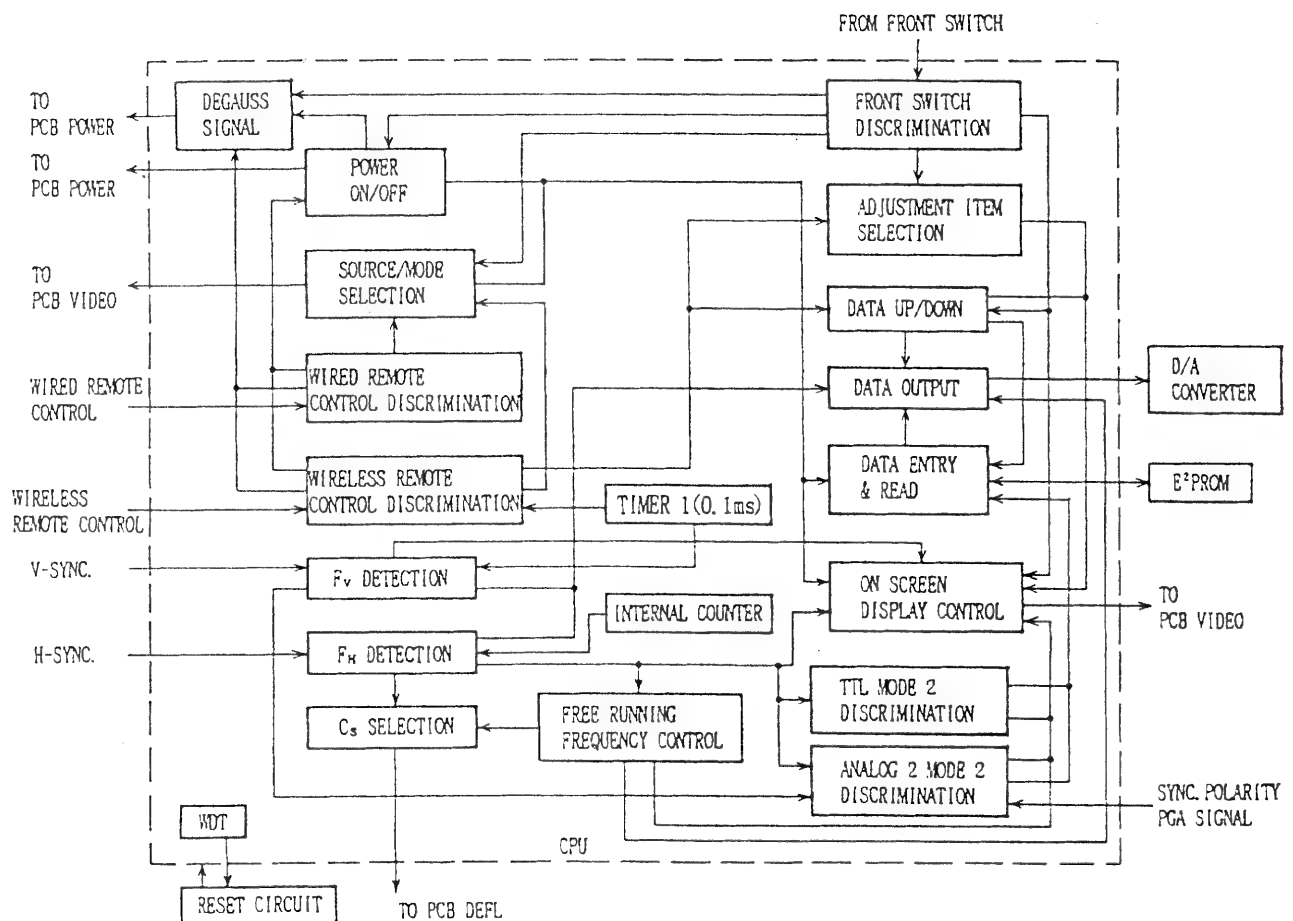 FROM FRONT SWITCH
TO
PCB POWER
DEGAUSS
SIGNAL
FRONT SWITCH
DISCRIMINATION
TO
PCB POWER
POWER
ON/OFF
ADJUSTMENT ITEM
SELECTION
TO
PCB VIDEO
SOURCE/MODE
SELECTION
DATA UP/DOWN
WIRED REMOTE
CONTROL
WIRED REMOTE
CONTROL DISCRIMINATION
DATA OUTPUT
D/A
CONVERTER
WIRELESS
REMOTE CONTROL
WIRELESS REMOTE
CONTROL DISCRIMINATION
TIMER 1(0.1ms)
DATA ENTRY
& READ
E²PROM
V-SYNC.
Fv DETECTION
ON SCREEN
DISPLAY CONTROL
TO
PCB VIDEO
INTERNAL COUNTER
H-SYNC.
FH DETECTION
TTL MODE 2
DISCRIMINATION
Cs SELECTION
FREE RUNNING
FREQUENCY CONTROL
ANALOG 2 MODE 2
DISCRIMINATION
SYNC.POLARITY
PGA SIGNAL
WDT
CPU
RESET CIRCUIT
TO PCB DEFL